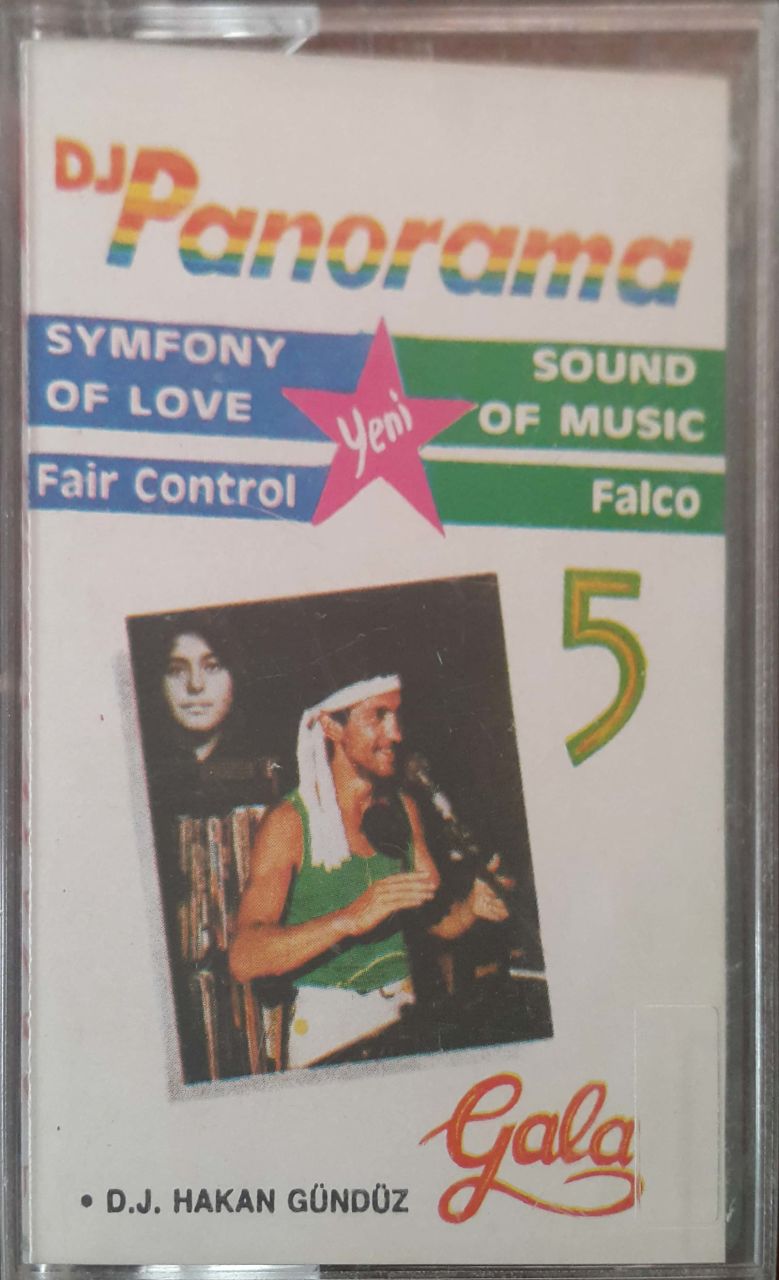 DJ Panorama
SYMFONY
OF LOVE
Fair Control
Yeni
SOUND
OF MUSIC
Falco
5
Gala
• D.J. HAKAN GÜNDÜZ